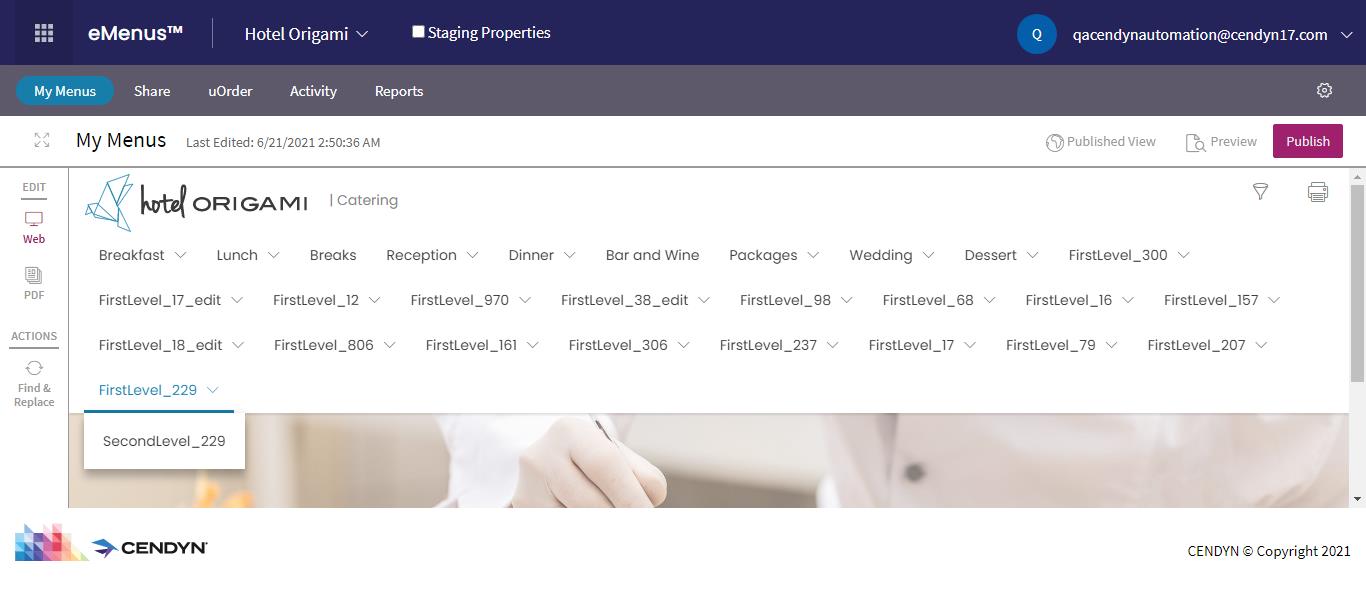 eMenus™ Hotel Origami Staging Properties Q qacendynautomation@cendyn17.com
My Menus Share uOrder Activity Reports
My Menus Last Edited: 6/21/2021 2:50:36 AM Published View Preview Publish
EDIT
Web
PDF
ACTIONS
Find &
Replace
hotel ORIGAMI | Catering
Breakfast Lunch Breaks Reception Dinner Bar and Wine Packages Wedding Dessert FirstLevel_300
FirstLevel_17_edit FirstLevel_12 FirstLevel_970 FirstLevel_38_edit FirstLevel_98 FirstLevel_68 FirstLevel_16 FirstLevel_157
FirstLevel_18_edit FirstLevel_806 FirstLevel_161 FirstLevel_306 FirstLevel_237 FirstLevel_17 FirstLevel_79 FirstLevel_207
FirstLevel_229
SecondLevel_229
CENDYN CENDYN © Copyright 2021